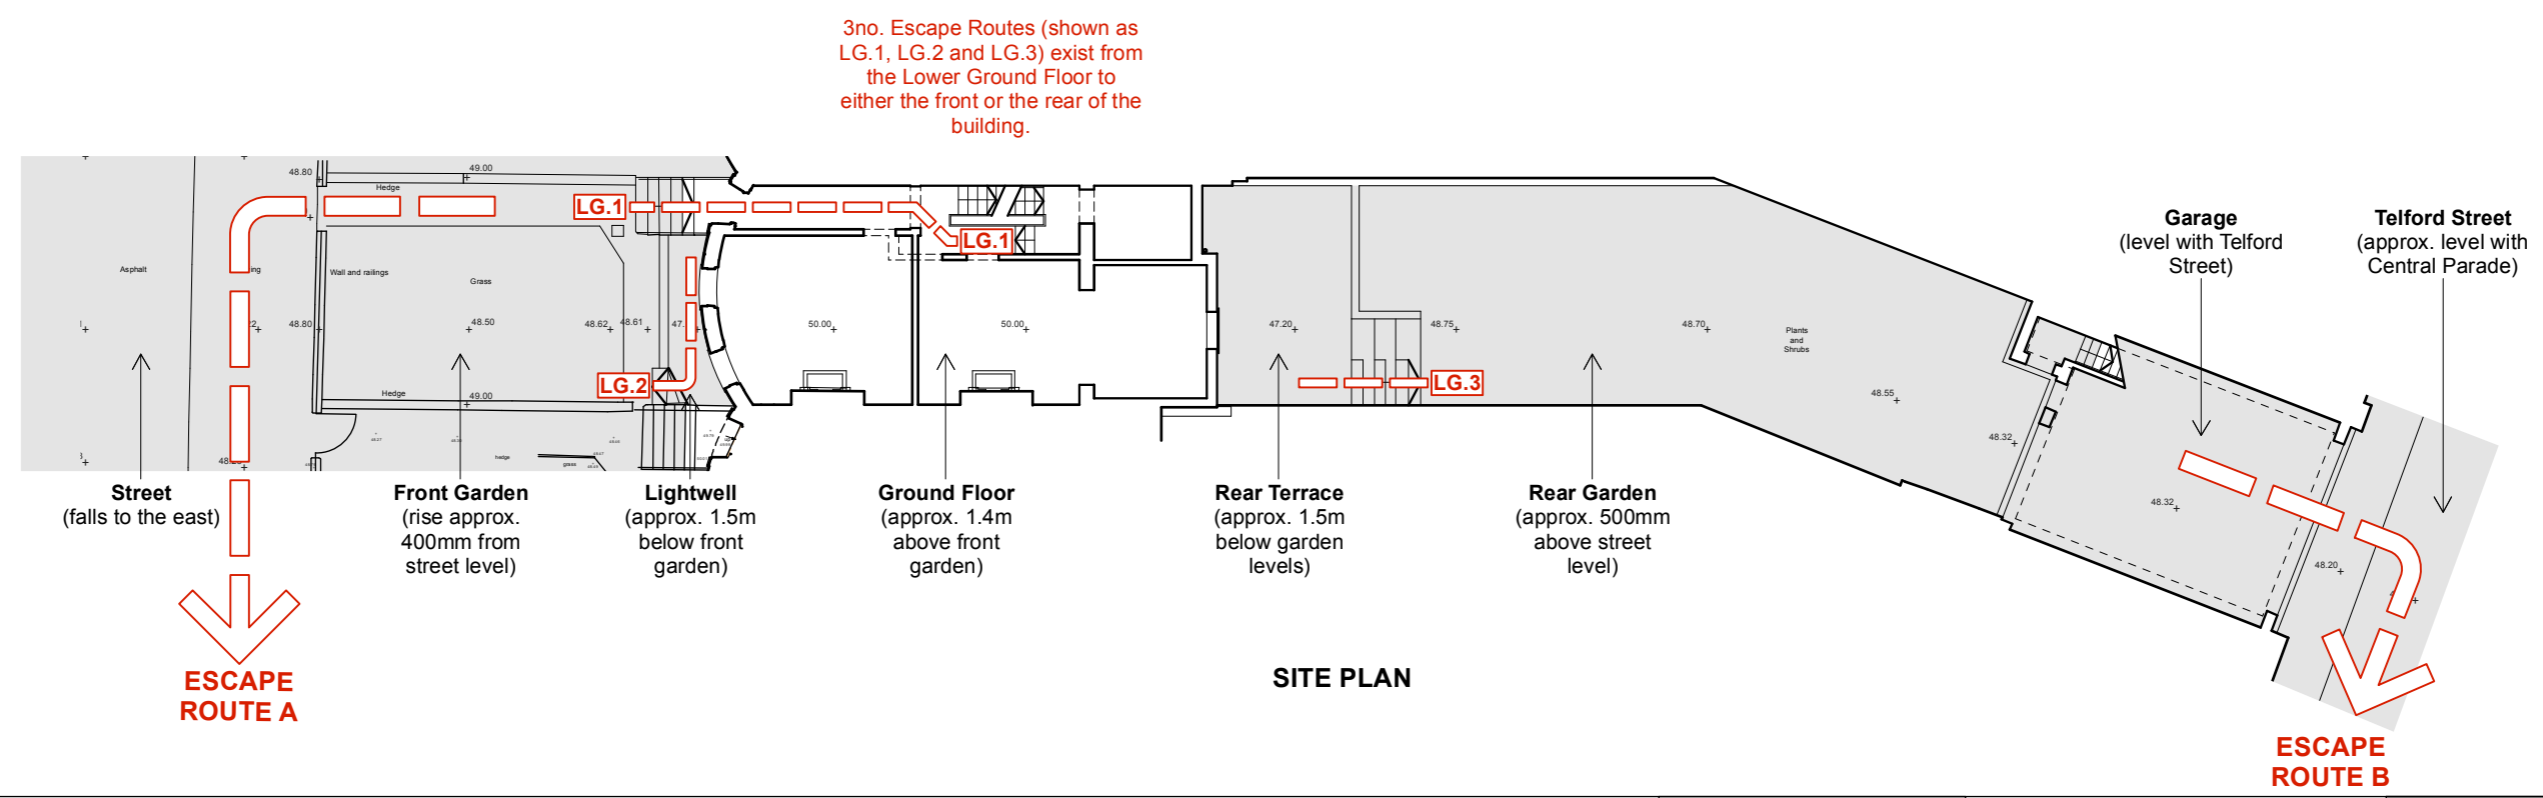 3no. Escape Routes (shown as
LG.1, LG.2 and LG.3) exist from
the Lower Ground Floor to
either the front or the rear of the
building.
48.80
49.00
Hedge
LG.1
LG.1
Asphalt
Wall and railings
Grass
48.80
48.50
48.62
48.61
47.
50.00
50.00
47.20
48.75
48.70
Plants
and
Shrubs
LG.2
LG.3
Hedge
49.00
48.55
48.32
48.32
48.20
hedge
grass
Garage
(level with Telford
Street)
Telford Street
(approx. level with
Central Parade)
Street
(falls to the east)
Front Garden
(rise approx.
400mm from
street level)
Lightwell
(approx. 1.5m
below front
garden)
Ground Floor
(approx. 1.4m
above front
garden)
Rear Terrace
(approx. 1.5m
below garden
levels)
Rear Garden
(approx. 500mm
above street
level)
ESCAPE
ROUTE A
SITE PLAN
ESCAPE
ROUTE B